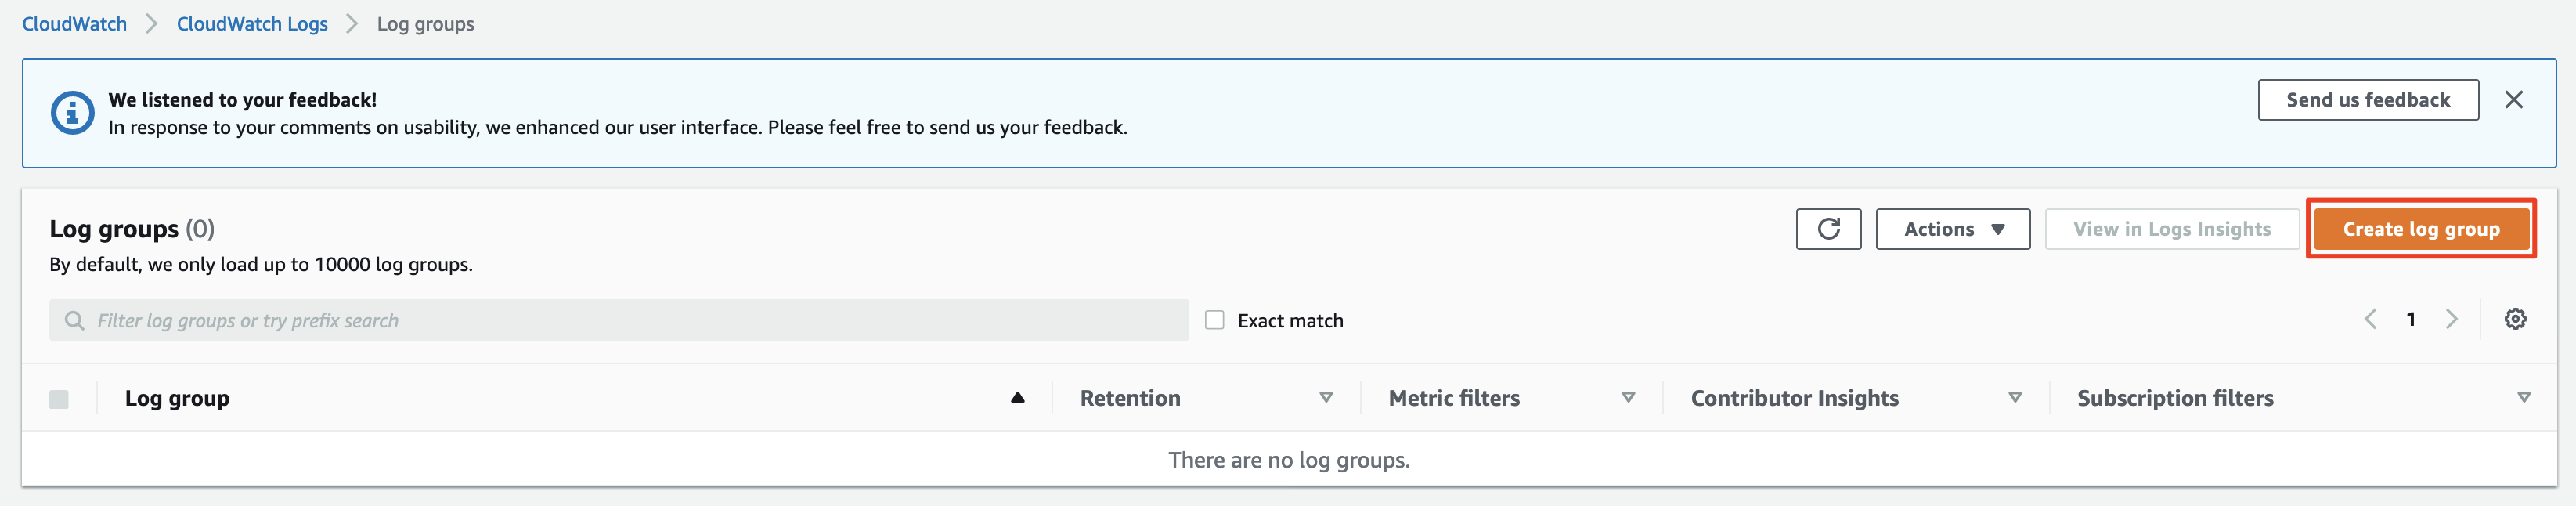 CloudWatch > CloudWatch Logs > Log groups
We listened to your feedback!
In response to your comments on usability, we enhanced our user interface. Please feel free to send us your feedback.
Send us feedback
Log groups (0)
By default, we only load up to 10000 log groups.
Actions
View in Logs Insights
Create log group
Filter log groups or try prefix search
Exact match
1
Log group
Retention
Metric filters
Contributor Insights
Subscription filters
There are no log groups.